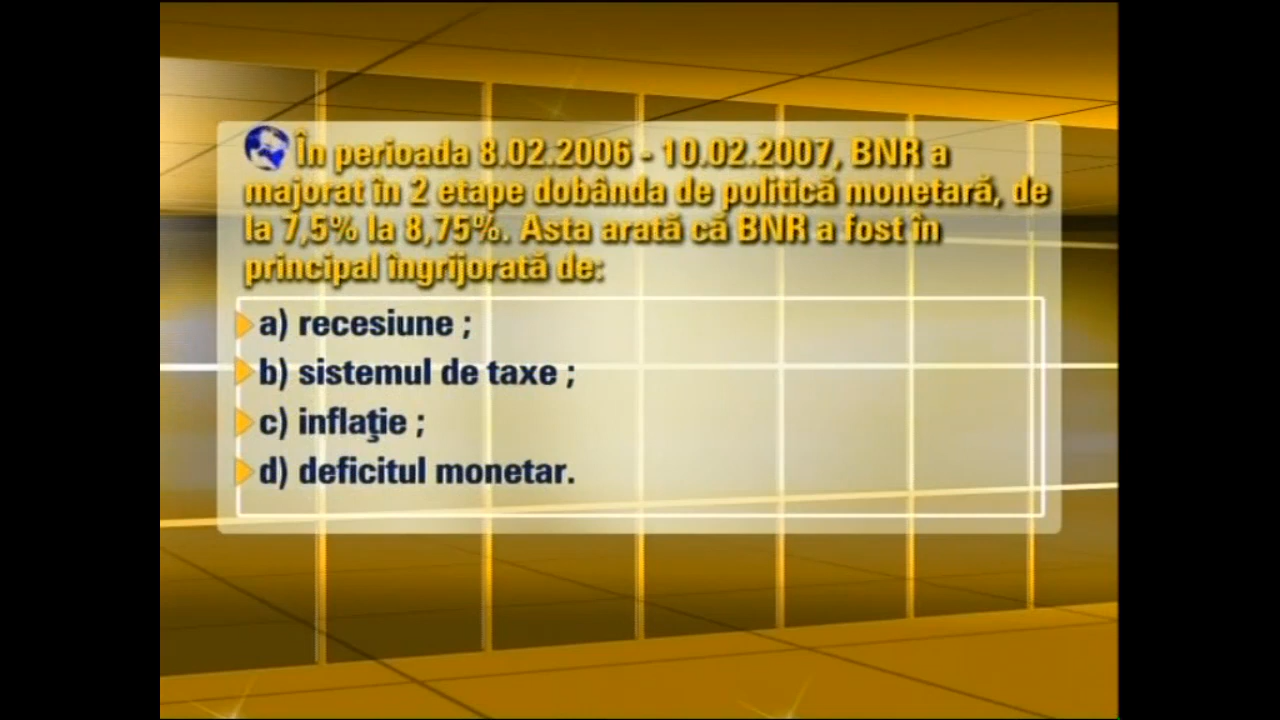 În perioada 8.02.2006 - 10.02.2007, BNR a
majorat în 2 etape dobânda de politică monetară, de
la 7,5% la 8,75%. Asta arată că BNR a fost în
principal îngrijorată de:
a) recesiune ;
b) sistemul de taxe ;
c) inflaţie ;
d) deficitul monetar.